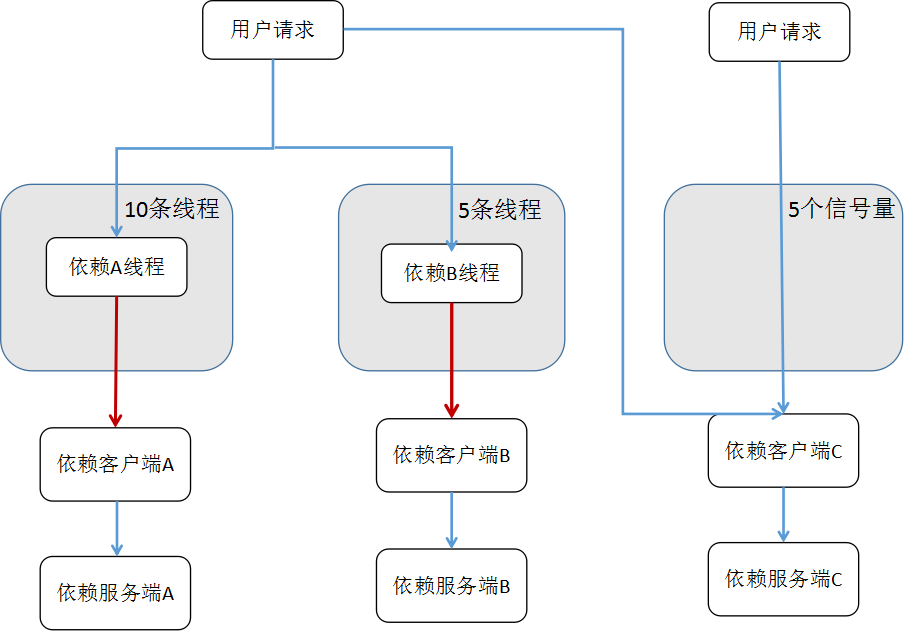 用户请求
用户请求
10条线程
5条线程
5个信号量
依赖A线程
依赖B线程
依赖客户端A
依赖客户端B
依赖客户端C
依赖服务端A
依赖服务端B
依赖服务端C